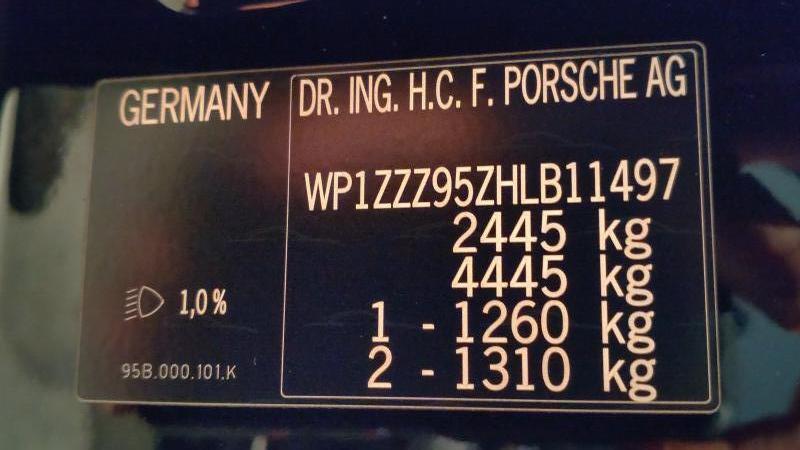 GERMANY
DR. ING. H.C. F. PORSCHE AG
WP1ZZZ95ZHLB11497
2445 kg
4445 kg
1 - 1260 kg
2 - 1310 kg
1,0 %
95B.000.101.K